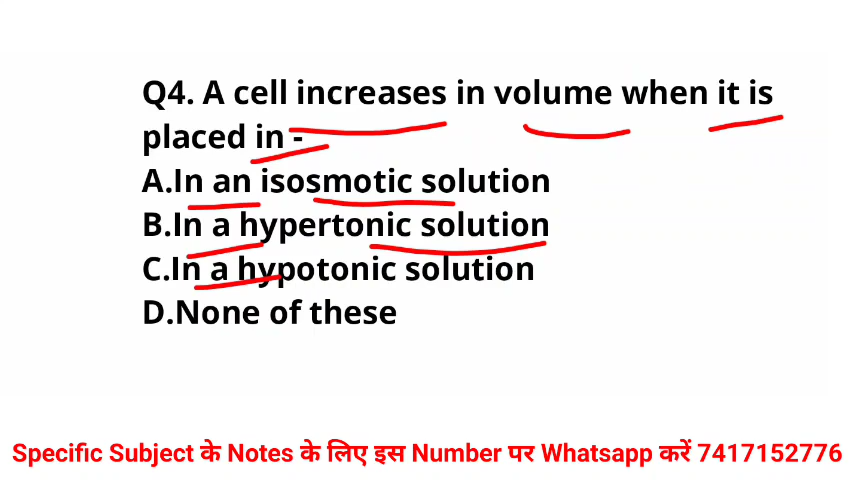 Q4. A cell increases in volume when it is
placed in -
A.In an isosmotic solution
B.In a hypertonic solution
C.In a hypotonic solution
D.None of these
Specific Subject के Notes के लिए इस Number पर Whatsapp करें 7417152776